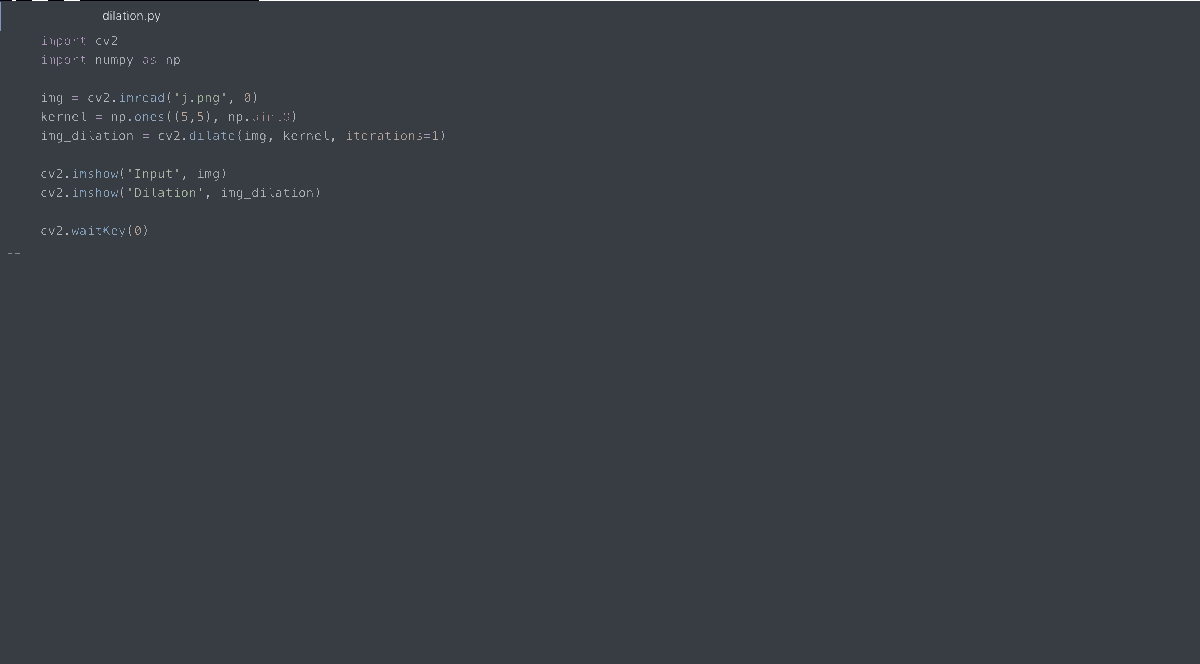 dilation.py
import cv2
import numpy as np
img = cv2.imread('j.png', 0)
kernel = np.ones((5,5), np.uint8)
img_dilation = cv2.dilate(img, kernel, iterations=1)
cv2.imshow('Input', img)
cv2.imshow('Dilation', img_dilation)
cv2.waitKey(0)